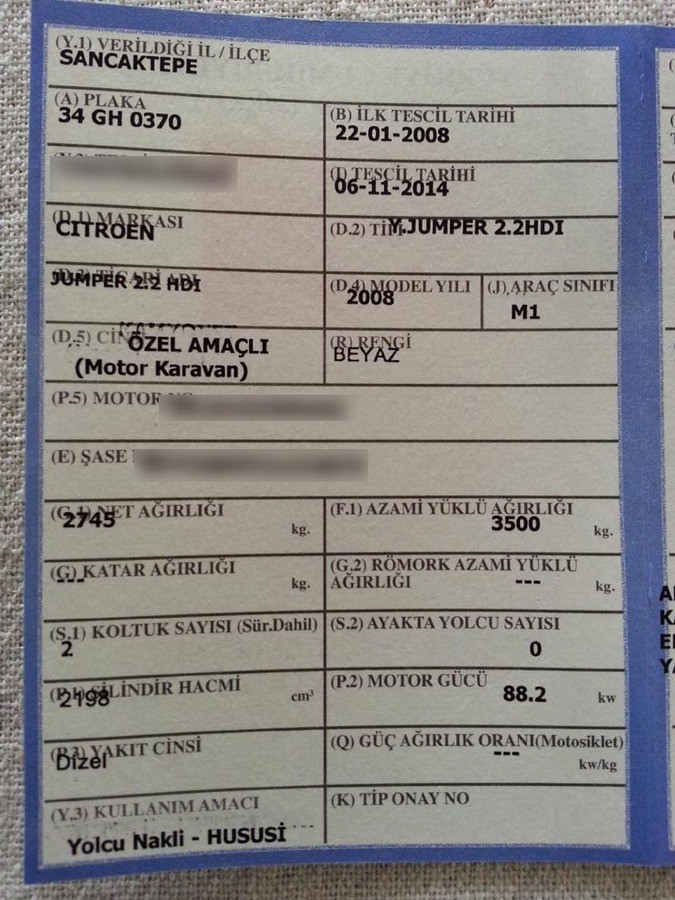 (Y.1) VERİLDİĞİ İL / İLÇE
SANCAKTEPE
(A) PLAKA
34 GH 0370
(B) İLK TESCİL TARİHİ
22-01-2008
(I) TESCİL TARİHİ
06-11-2014
(D.1) MARKASI
CITROEN
(D.2) TİPİ
Y.JUMPER 2.2HDI
(D.3) TİCARİ ADI
JUMPER 2.2 HDI
(D.4) MODEL YILI
2008
(J) ARAÇ SINIFI
M1
(D.5) CİNSİ
ÖZEL AMAÇLI
(Motor Karavan)
(R) RENGİ
BEYAZ
(P.5) MOTOR
(E) ŞASE
(G.1) NET AĞIRLIĞI
2745
kg.
(F.1) AZAMİ YÜKLÜ AĞIRLIĞI
3500
kg.
(G) KATAR AĞIRLIĞI
---
kg.
(G.2) RÖMORK AZAMİ YÜKLÜ
AĞIRLIĞI
---
kg.
(S.1) KOLTUK SAYISI (Sür.Dahil)
2
(S.2) AYAKTA YOLCU SAYISI
0
(P.1) SİLİNDİR HACMİ
2198
cm³
(P.2) MOTOR GÜCÜ
88.2
kw
(P.3) YAKIT CİNSİ
Dizel
(Q) GÜÇ AĞIRLIK ORANI(Motosiklet)
---
kw/kg
(Y.3) KULLANIM AMACI
Yolcu Nakli - HUSUSİ
(K) TİP ONAY NO